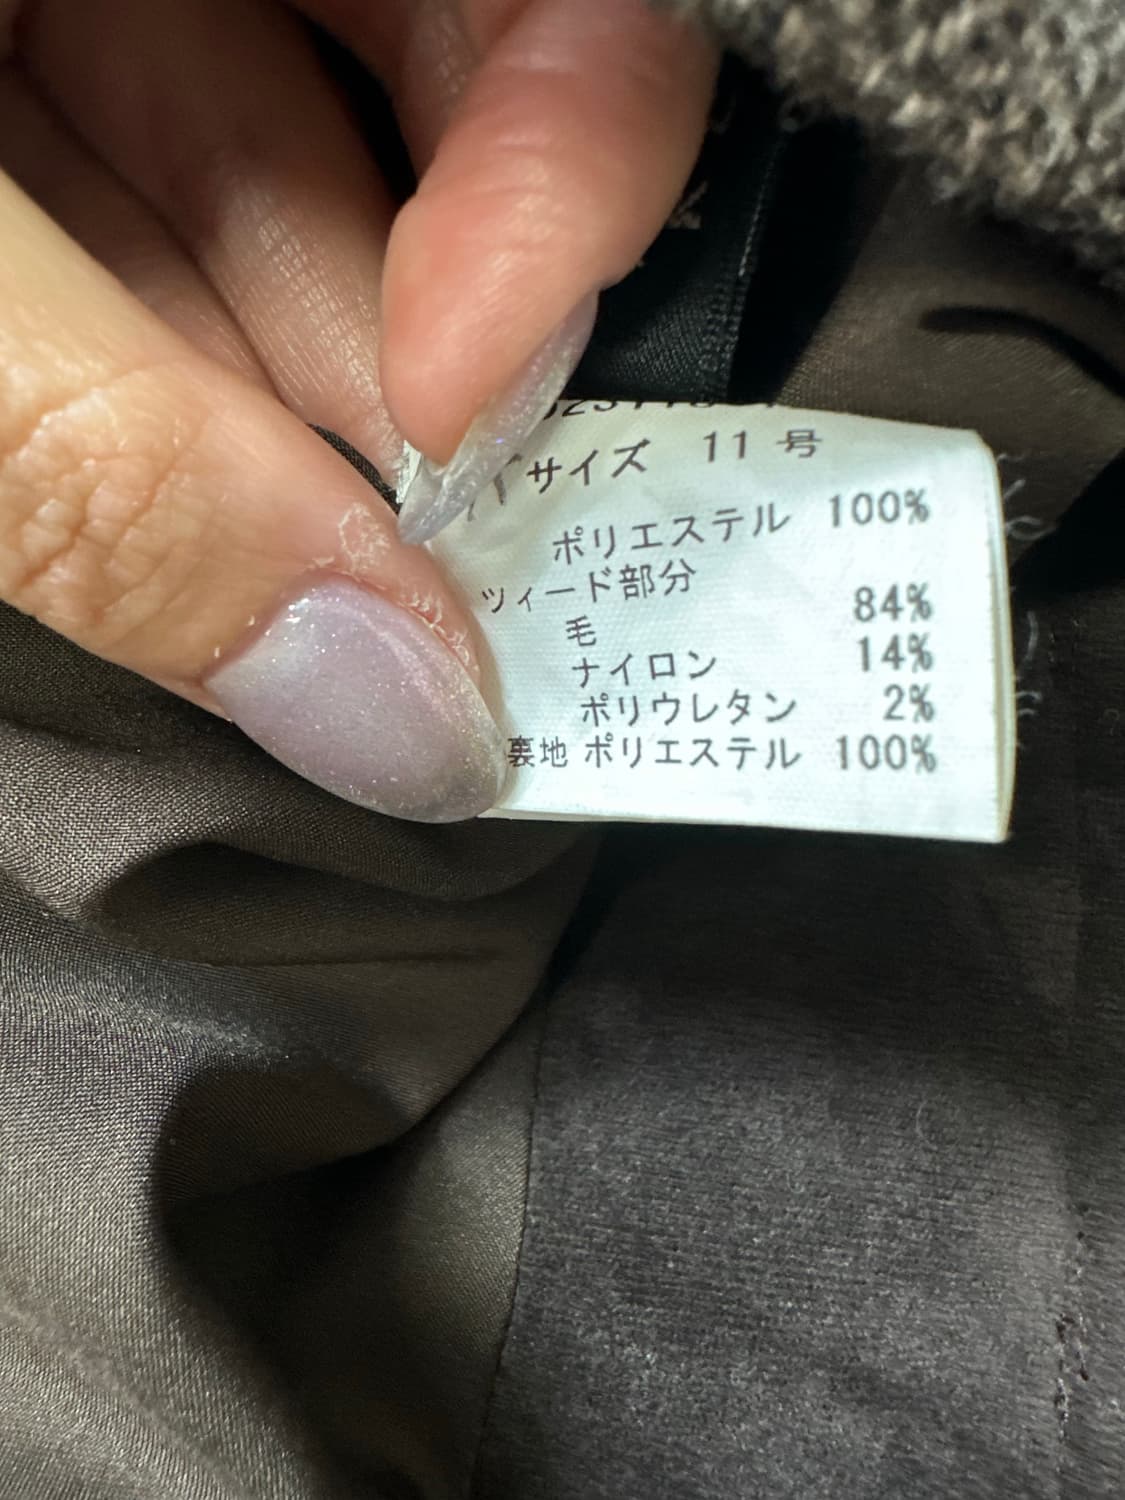 サイズ 11 号
ポリエステル 100%
ツィード部分
毛 84%
ナイロン 14%
ポリウレタン 2%
裏地 ポリエステル 100%